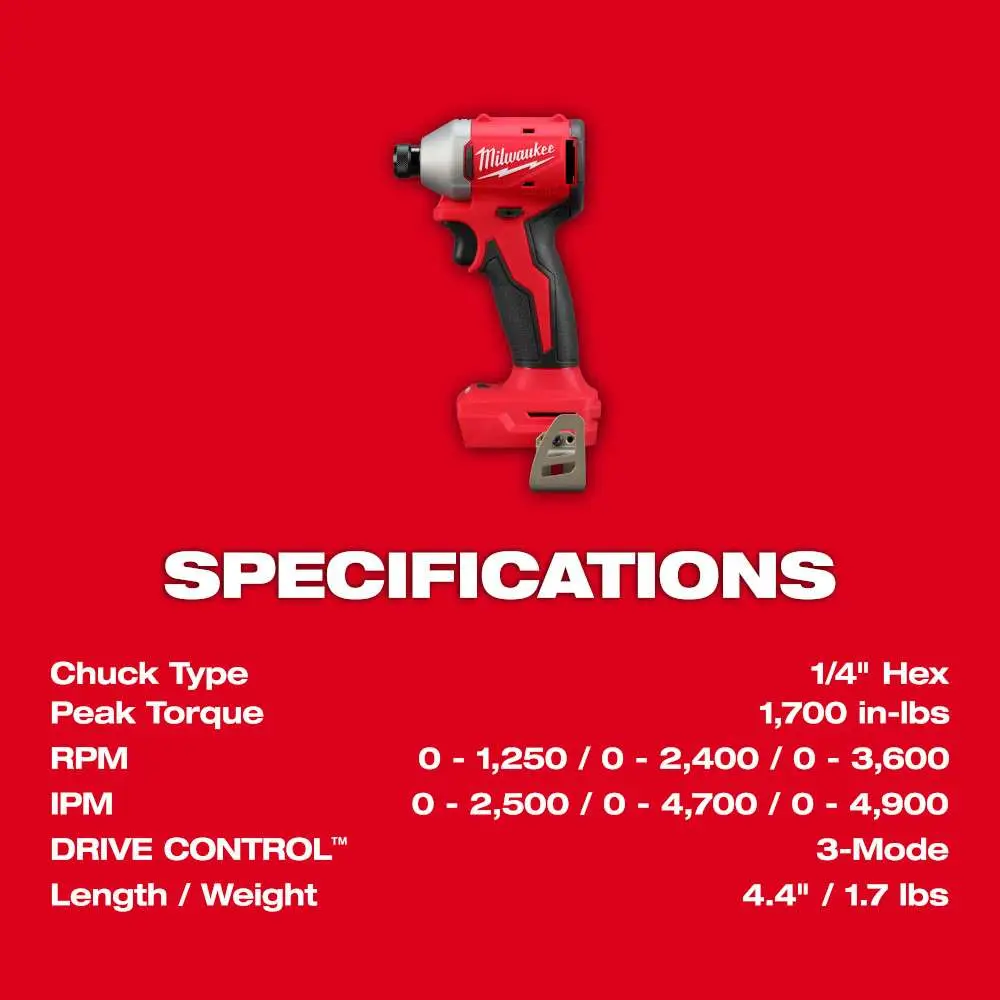 Milwaukee
SPECIFICATIONS
Chuck Type 1/4" Hex
Peak Torque 1,700 in-lbs
RPM 0 - 1,250 / 0 - 2,400 / 0 - 3,600
IPM 0 - 2,500 / 0 - 4,700 / 0 - 4,900
DRIVE CONTROL™ 3-Mode
Length / Weight 4.4" / 1.7 lbs